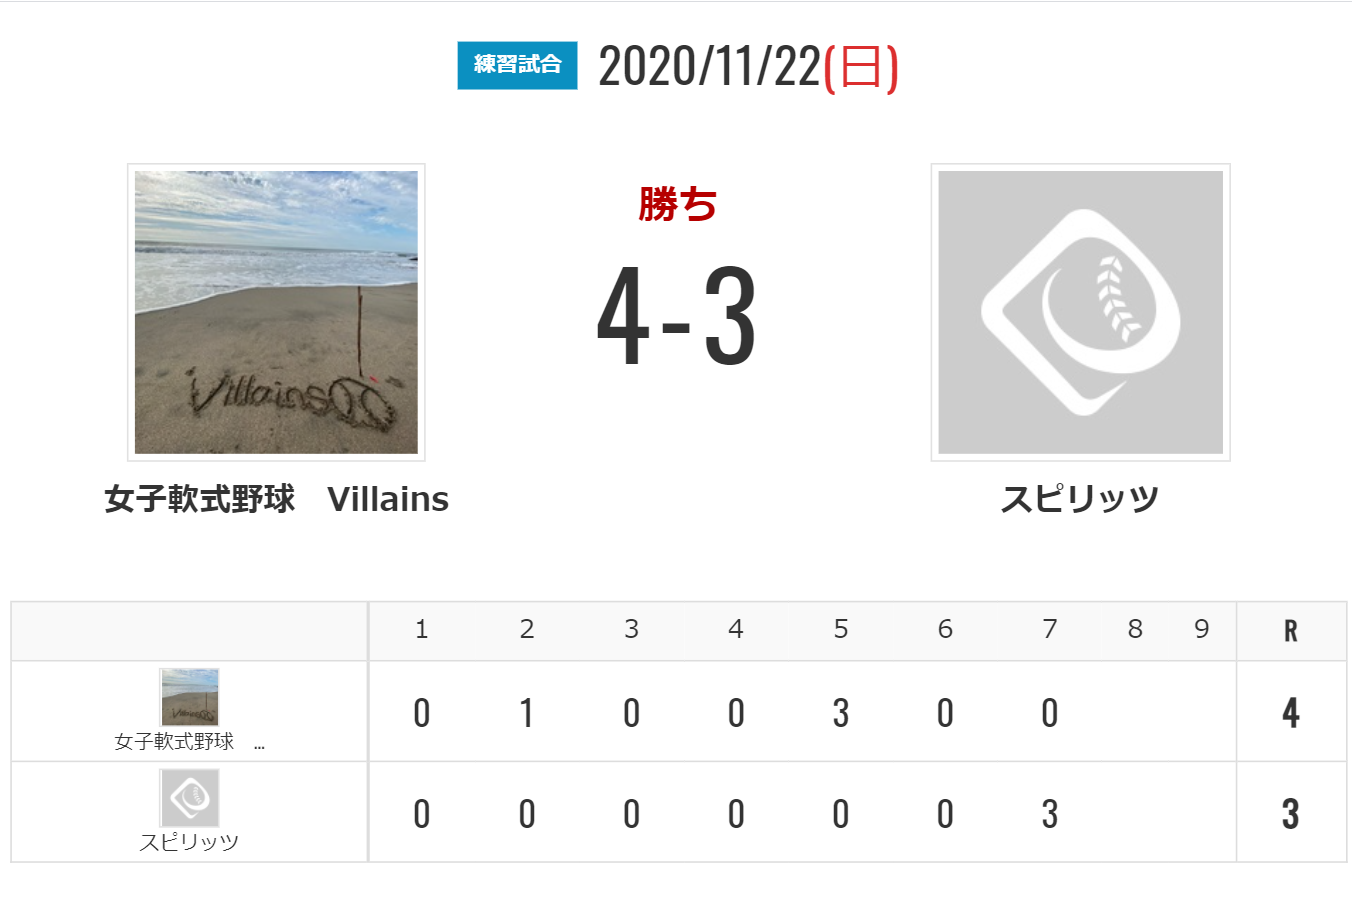 練習試合 2020/11/22(日)
勝ち
4-3
Villains
女子軟式野球　Villains
スピリッツ
1 2 3 4 5 6 7 8 9 R
0 1 0 0 3 0 0 4
女子軟式野球　...
0 0 0 0 0 0 3 3
スピリッツ